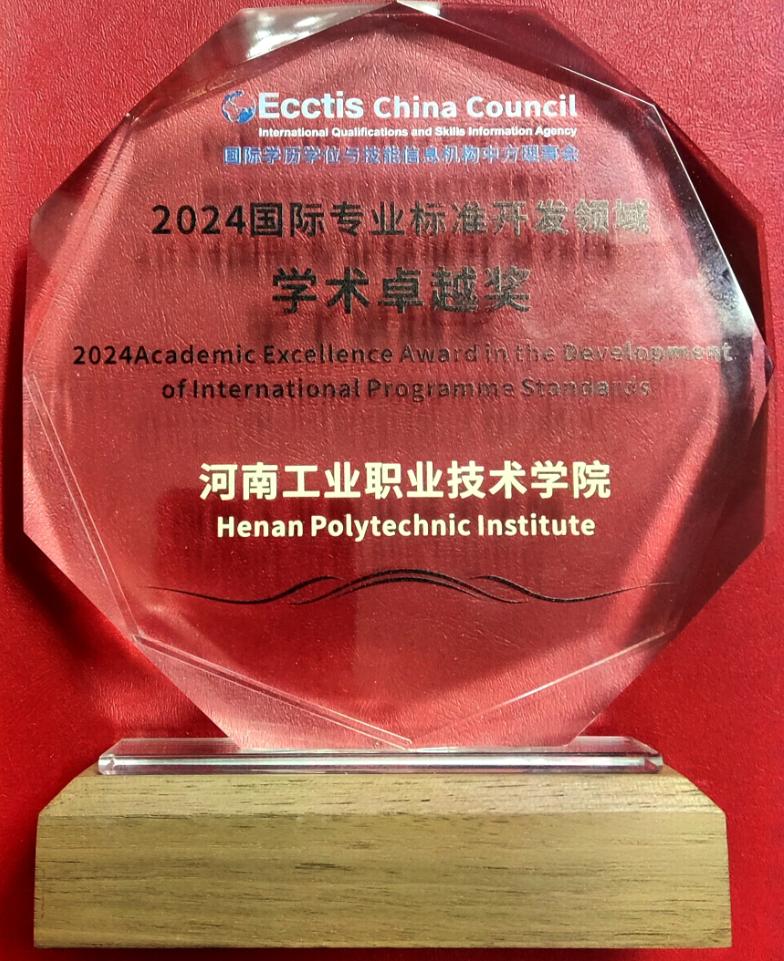 Ecctis China Council
International Qualifications and Skills Information Agency
国际学历学位与技能信息机构中方理事会
2024国际专业标准开发领域
学术卓越奖
2024Academic Excellence Award in the Development
of International Programme Standards
河南工业职业技术学院
Henan Polytechnic Institute